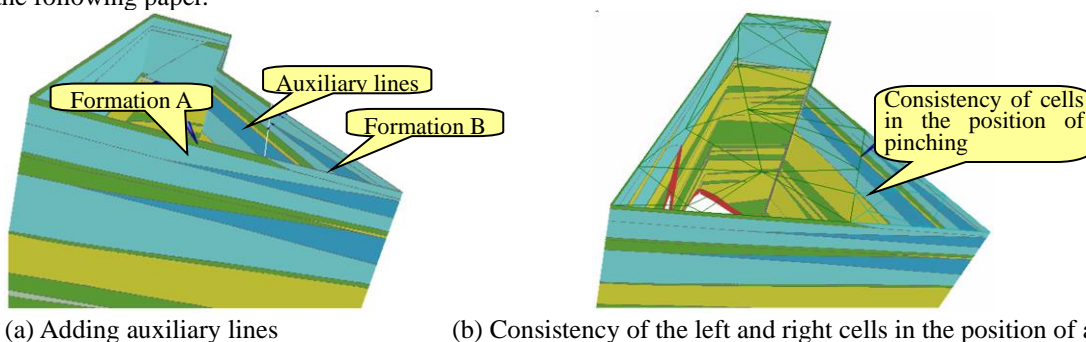 the following paper.
Formation A
Auxiliary lines
Formation B
Consistency of cells
in the position of
pinching
(a) Adding auxiliary lines
(b) Consistency of the left and right cells in the position of a